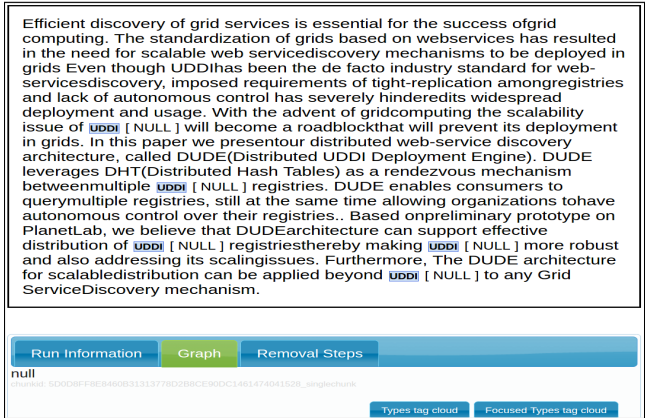 Efficient discovery of grid services is essential for the success ofgrid
computing. The standardization of grids based on webservices has resulted
in the need for scalable web servicediscovery mechanisms to be deployed in
grids Even though UDDIhas been the de facto industry standard for web-
servicesdiscovery, imposed requirements of tight-replication amongregistries
and lack of autonomous control has severely hinderedits widespread
deployment and usage. With the advent of gridcomputing the scalability
issue of UDDI [ NULL ] will become a roadblockthat will prevent its deployment
in grids. In this paper we presentour distributed web-service discovery
architecture, called DUDE(Distributed UDDI Deployment Engine). DUDE
leverages DHT(Distributed Hash Tables) as a rendezvous mechanism
betweenmultiple UDDI [ NULL ] registries. DUDE enables consumers to
querymultiple registries, still at the same time allowing organizations tohave
autonomous control over their registries.. Based onpreliminary prototype on
PlanetLab, we believe that DUDEarchitecture can support effective
distribution of UDDI [ NULL ] registriesthereby making UDDI [ NULL ] more robust
and also addressing its scalingissues. Furthermore, The DUDE architecture
for scalabledistribution can be applied beyond UDDI [ NULL ] to any Grid
ServiceDiscovery mechanism.
Run Information Graph Removal Steps
null
Types tag cloud Focused Types tag cloud